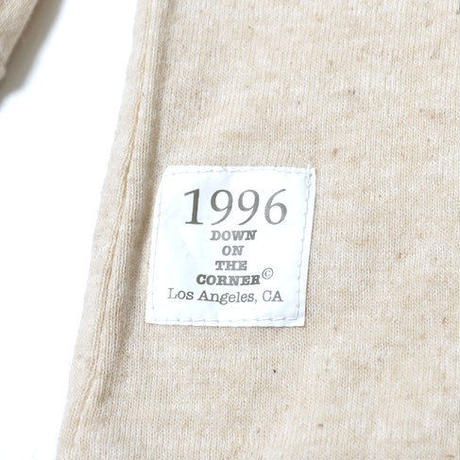 1996
DOWN
ON
THE
CORNER©
Los Angeles, CA